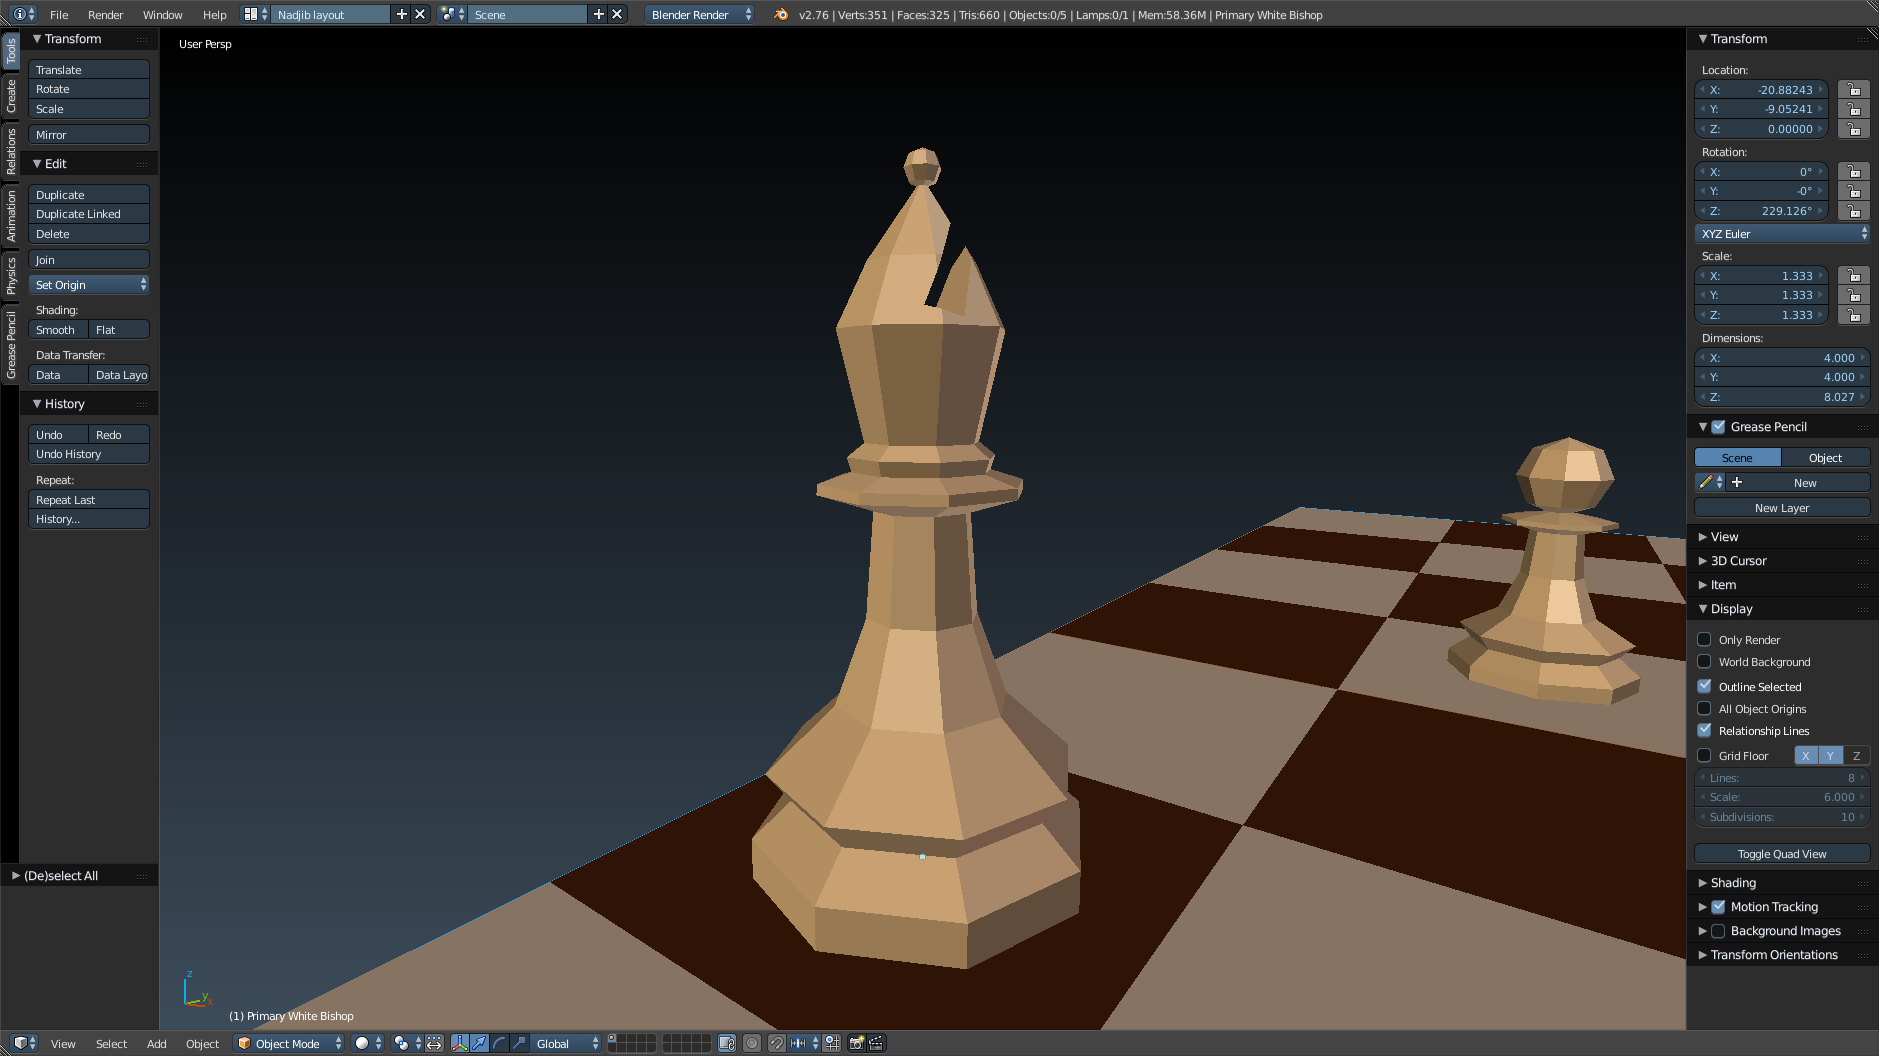 File Render Window Help Nadjib layout Scene Blender Render v2.76 | Verts:351 | Faces:325 | Tris:660 | Objects:0/5 | Lamps:0/1 | Mem:58.36M | Primary White Bishop
Tools
Create
Relations
Animation
Physics
Grease Pencil
Transform
Translate
Rotate
Scale
Mirror
Edit
Duplicate
Duplicate Linked
Delete
Join
Set Origin
Shading:
Smooth Flat
Data Transfer:
Data Data Layo
History
Undo Redo
Undo History
Repeat:
Repeat Last
History...
(De)select All
User Persp
z
y
x
(1) Primary White Bishop
Transform
Location:
X: -20.88243
Y: -9.05241
Z: 0.00000
Rotation:
X: 0°
Y: -0°
Z: 229.126°
XYZ Euler
Scale:
X: 1.333
Y: 1.333
Z: 1.333
Dimensions:
X: 4.000
Y: 4.000
Z: 8.027
Grease Pencil
Scene Object
New
New Layer
View
3D Cursor
Item
Display
Only Render
World Background
Outline Selected
All Object Origins
Relationship Lines
Grid Floor X Y Z
Lines: 8
Scale: 6.000
Subdivisions: 10
Toggle Quad View
Shading
Motion Tracking
Background Images
Transform Orientations
View Select Add Object Object Mode Global